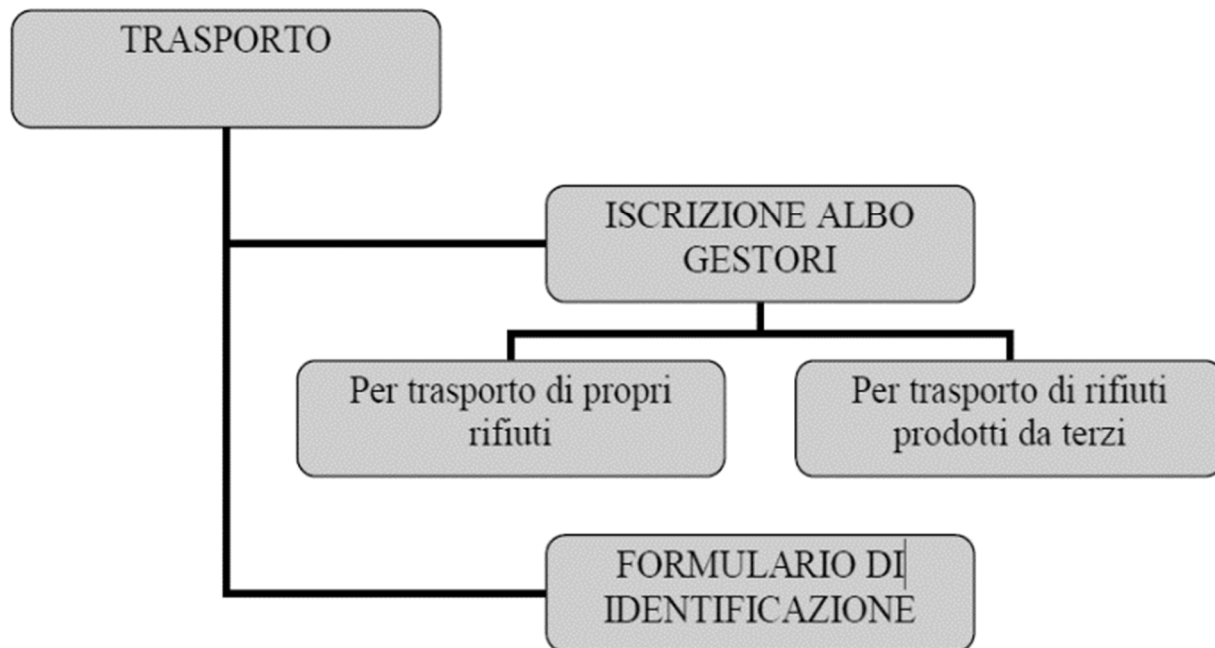 TRASPORTO
ISCRIZIONE ALBO
GESTORI
Per trasporto di propri
rifiuti
Per trasporto di rifiuti
prodotti da terzi
FORMULARIO DI
IDENTIFICAZIONE